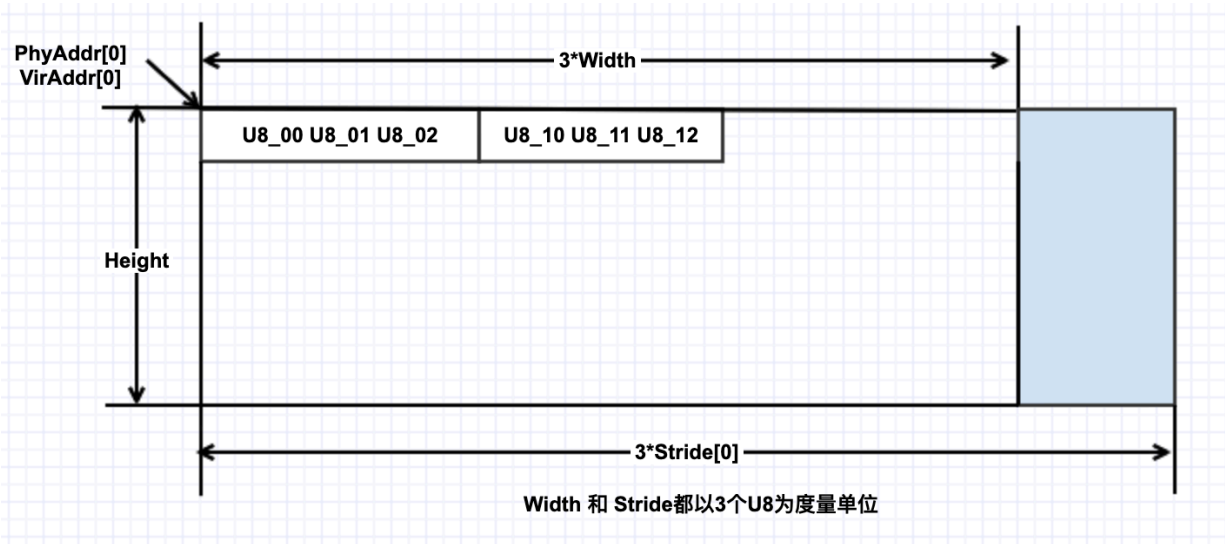 PhyAddr[0]
VirAddr[0]
3*Width
U8_00 U8_01 U8_02
U8_10 U8_11 U8_12
Height
3*Stride[0]
Width 和 Stride都以3个U8为度量单位